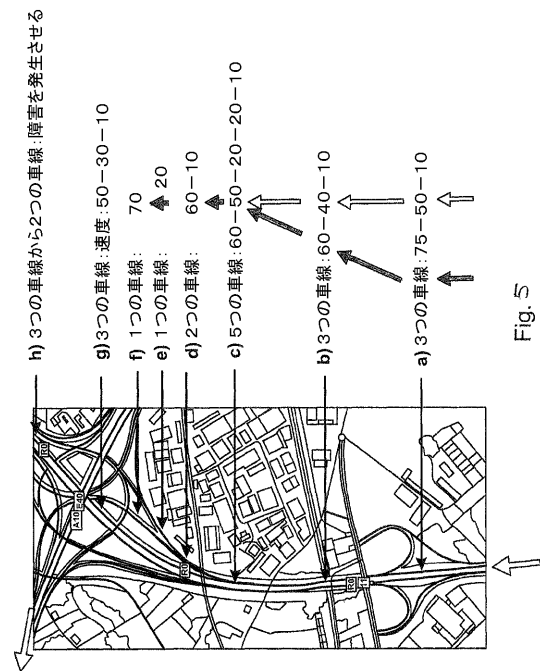 h) 3つの車線から2つの車線:障害を発生させる
g) 3つの車線:速度:50-30-10
f) 1つの車線: 70
e) 1つの車線: 20
d) 2つの車線: 60-10
c) 5つの車線:60-50-20-20-10
b) 3つの車線:60-40-10
a) 3つの車線:75-50-10
R0
A10 E40
R0
Fig. 5